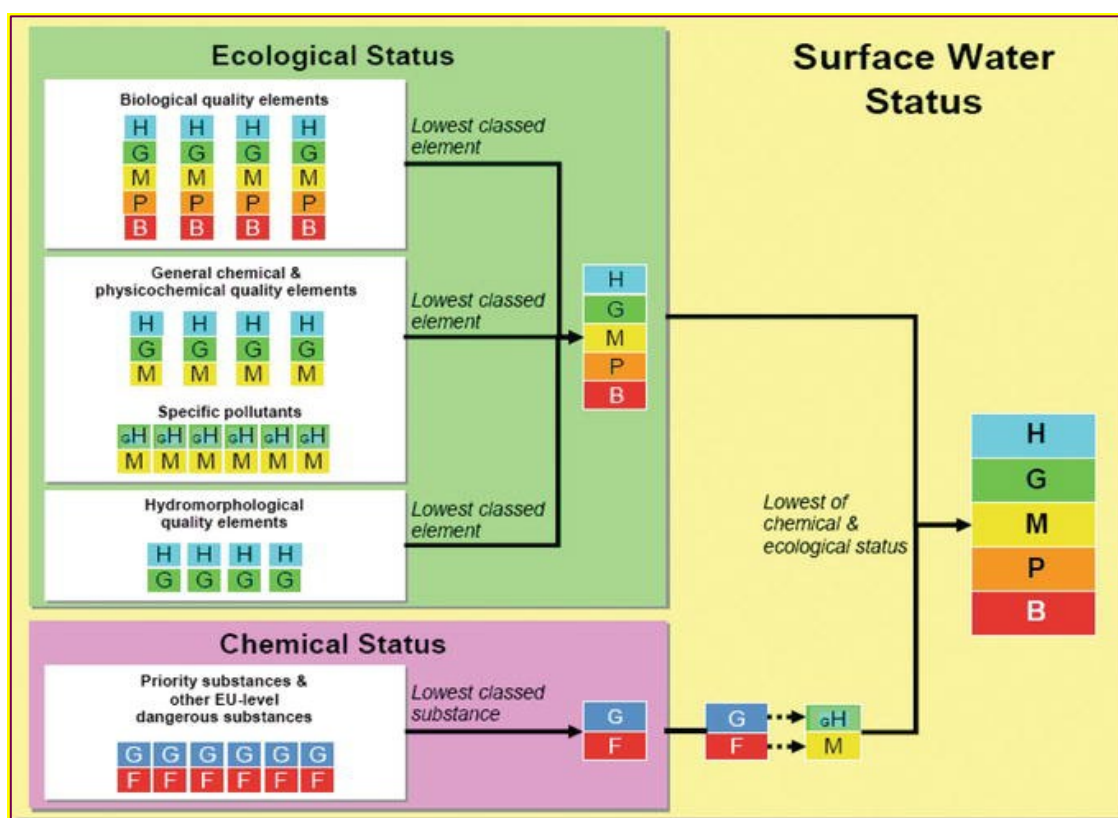 Ecological Status
Surface Water
Status
Biological quality elements
H H H H
G G G G
M M M M
P P P P
B B B B
Lowest classed
element
General chemical &
physicochemical quality elements
H H H H
G G G G
M M M M
Specific pollutants
GH GH GH GH GH GH
M M M M M M
Lowest classed
element
H
G
M
P
B
Hydromorphological
quality elements
H H H H
G G G G
Lowest classed
element
Lowest of
chemical &
ecological status
H
G
M
P
B
Chemical Status
Priority substances &
other EU-level
dangerous substances
G G G G G G
F F F F F F
Lowest classed
substance
G
F
G
F
GH
M